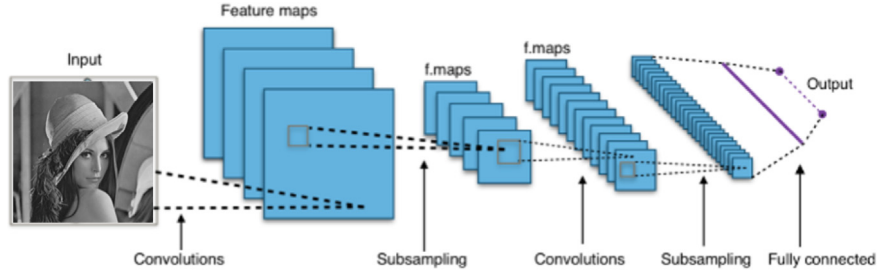 Feature maps
Input
f.maps
f.maps
Output
Convolutions
Subsampling
Convolutions
Subsampling
Fully connected